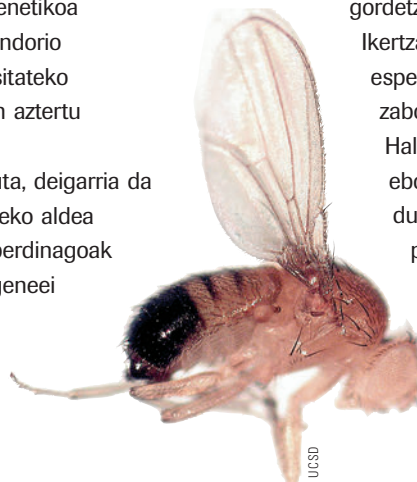 enetikoa
ndorio
sitateko
n aztertu
uta, deigarria da
eko aldea
berdinagoak
geneei
gordetz
Ikertza
espe
zabo
Hal
ebo
du
p
UCSD